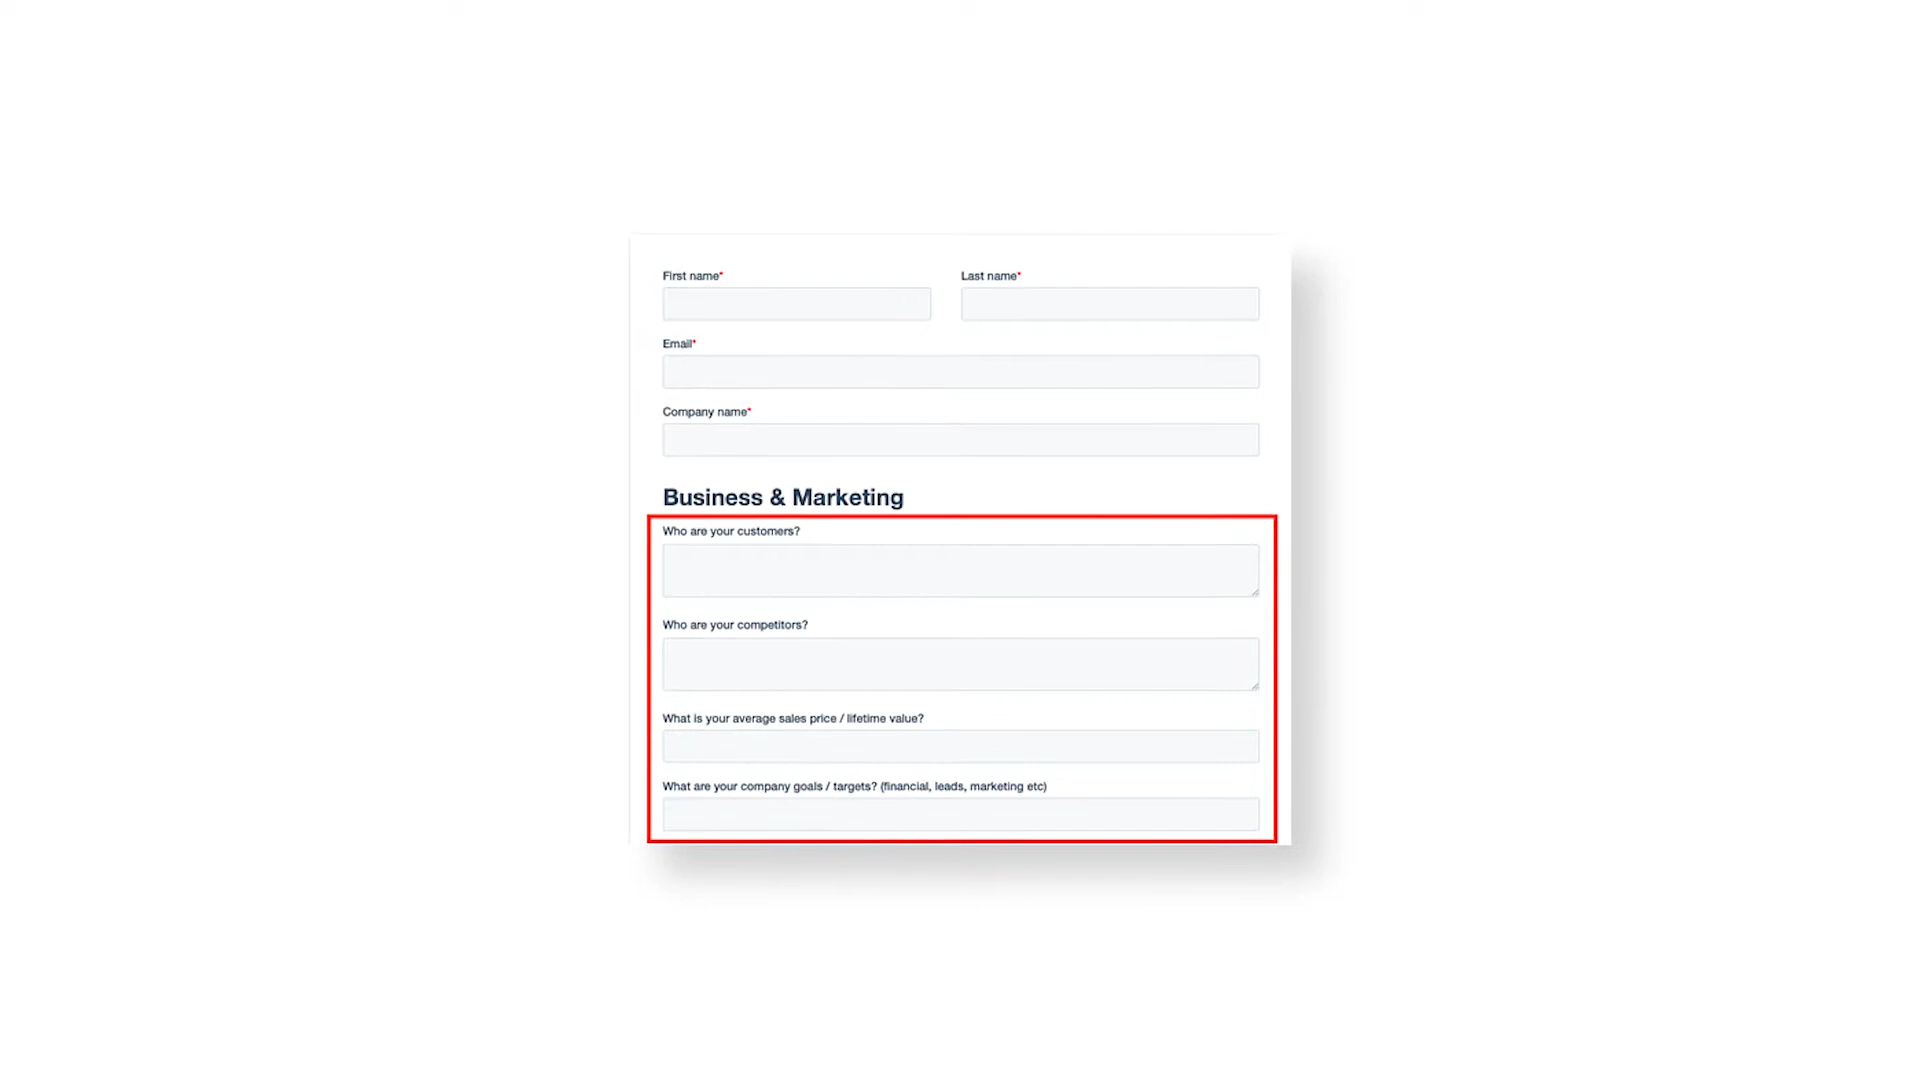 First name*
Last name*
Email*
Company name*
Business & Marketing
Who are your customers?
Who are your competitors?
What is your average sales price / lifetime value?
What are your company goals / targets? (financial, leads, marketing etc)